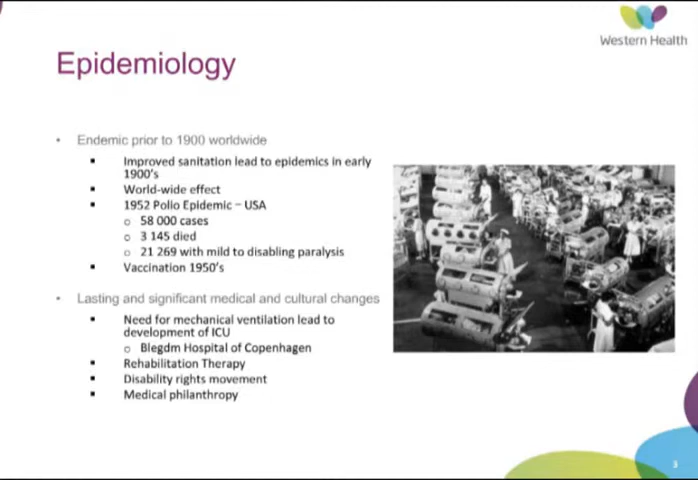 Western Health
Epidemiology
• Endemic prior to 1900 worldwide
▪ Improved sanitation lead to epidemics in early
1900's
▪ World-wide effect
▪ 1952 Polio Epidemic – USA
o 58 000 cases
o 3 145 died
o 21 269 with mild to disabling paralysis
▪ Vaccination 1950's
• Lasting and significant medical and cultural changes
▪ Need for mechanical ventilation lead to
development of ICU
o Blegdm Hospital of Copenhagen
▪ Rehabilitation Therapy
▪ Disability rights movement
▪ Medical philanthropy
3